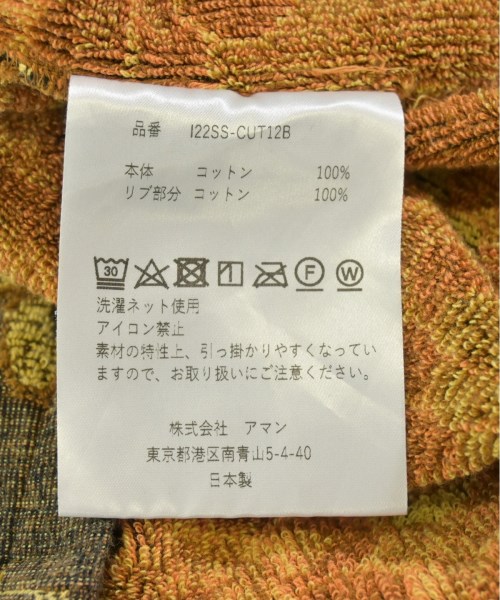 品番 I22SS-CUT12B
本体 コットン 100%
リブ部分 コットン 100%
30 F W
洗濯ネット使用
アイロン禁止
素材の特性上、引っ掛かりやすくなってい
ますので、お取り扱いにご注意ください。
株式会社 アマン
東京都港区南青山5-4-40
日本製